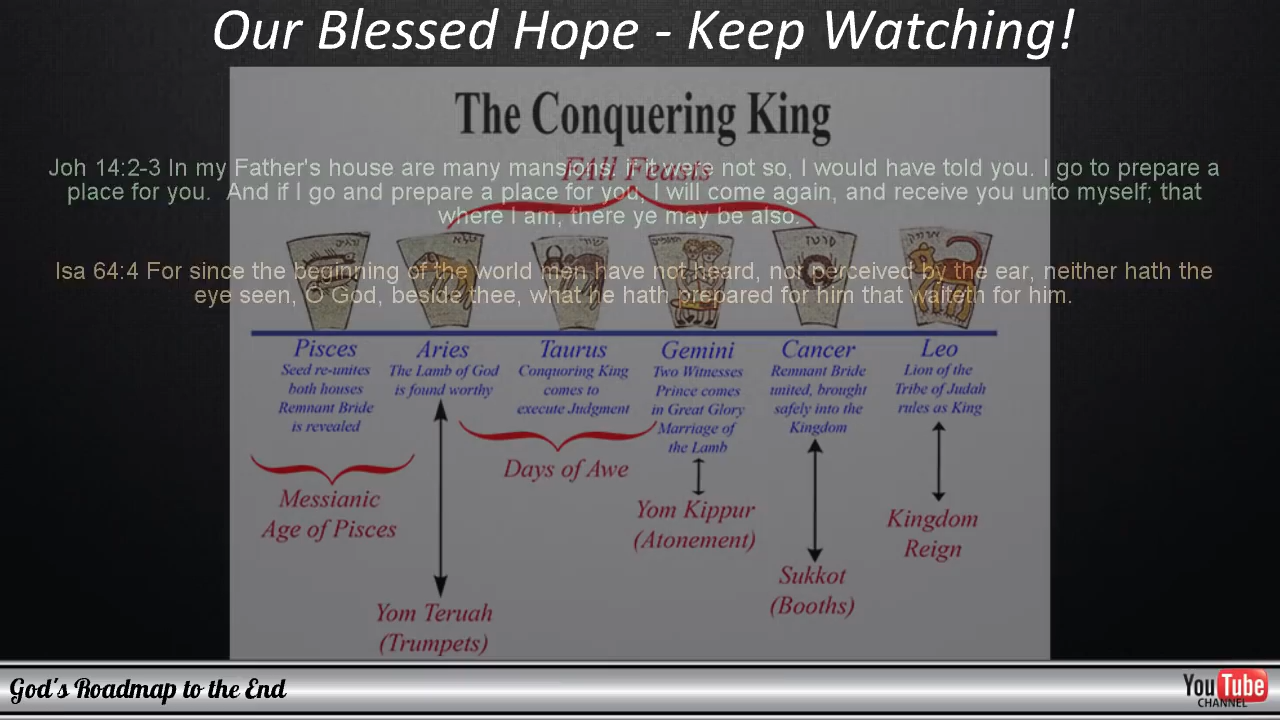 Our Blessed Hope - Keep Watching!
The Conquering King
FAll Feasts
Joh 14:2-3 In my Father's house are many mansions: if it were not so, I would have told you. I go to prepare a
place for you. And if I go and prepare a place for you, I will come again, and receive you unto myself; that
where I am, there ye may be also.
Isa 64:4 For since the beginning of the world men have not heard, nor perceived by the ear, neither hath the
eye seen, O God, beside thee, what he hath prepared for him that waiteth for him.
Pisces
Seed re-unites
both houses
Remnant Bride
is revealed
Aries
The Lamb of God
is found worthy
Taurus
Conquoring King
comes to
execute Judgment
Gemini
Two Witnesses
Prince comes
in Great Glory
Marriage of
the Lamb
Cancer
Remnant Bride
united, brought
safely into the
Kingdom
Leo
Lion of the
Tribe of Judah
rules as King
Messianic
Age of Pisces
Days of Awe
Yom Teruah
(Trumpets)
Yom Kippur
(Atonement)
Sukkot
(Booths)
Kingdom
Reign
God's Roadmap to the End
YouTube
CHANNEL